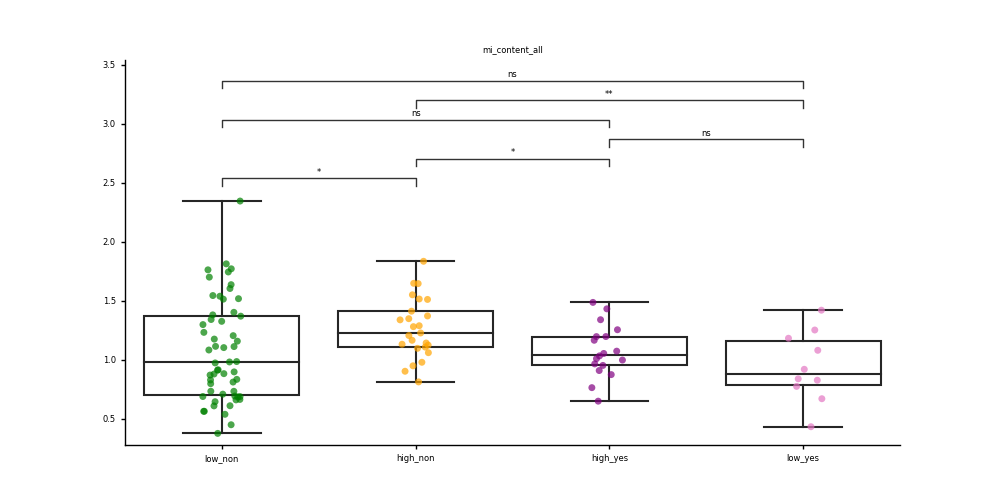 mi_content_all
3.5
ns
**
3.0
ns
ns
*
2.5
*
2.0
1.5
1.0
0.5
low_non high_non high_yes low_yes